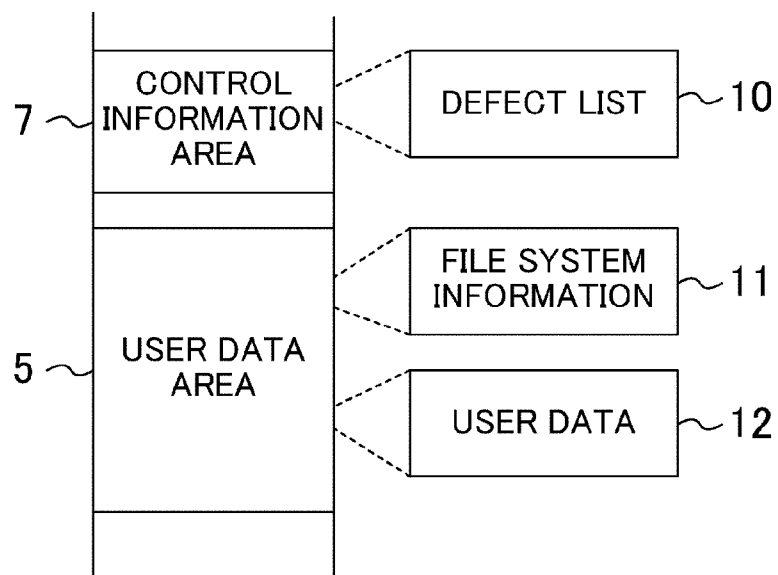 7
CONTROL
INFORMATION
AREA
DEFECT LIST
10
FILE SYSTEM
INFORMATION
11
5
USER DATA
AREA
USER DATA
12